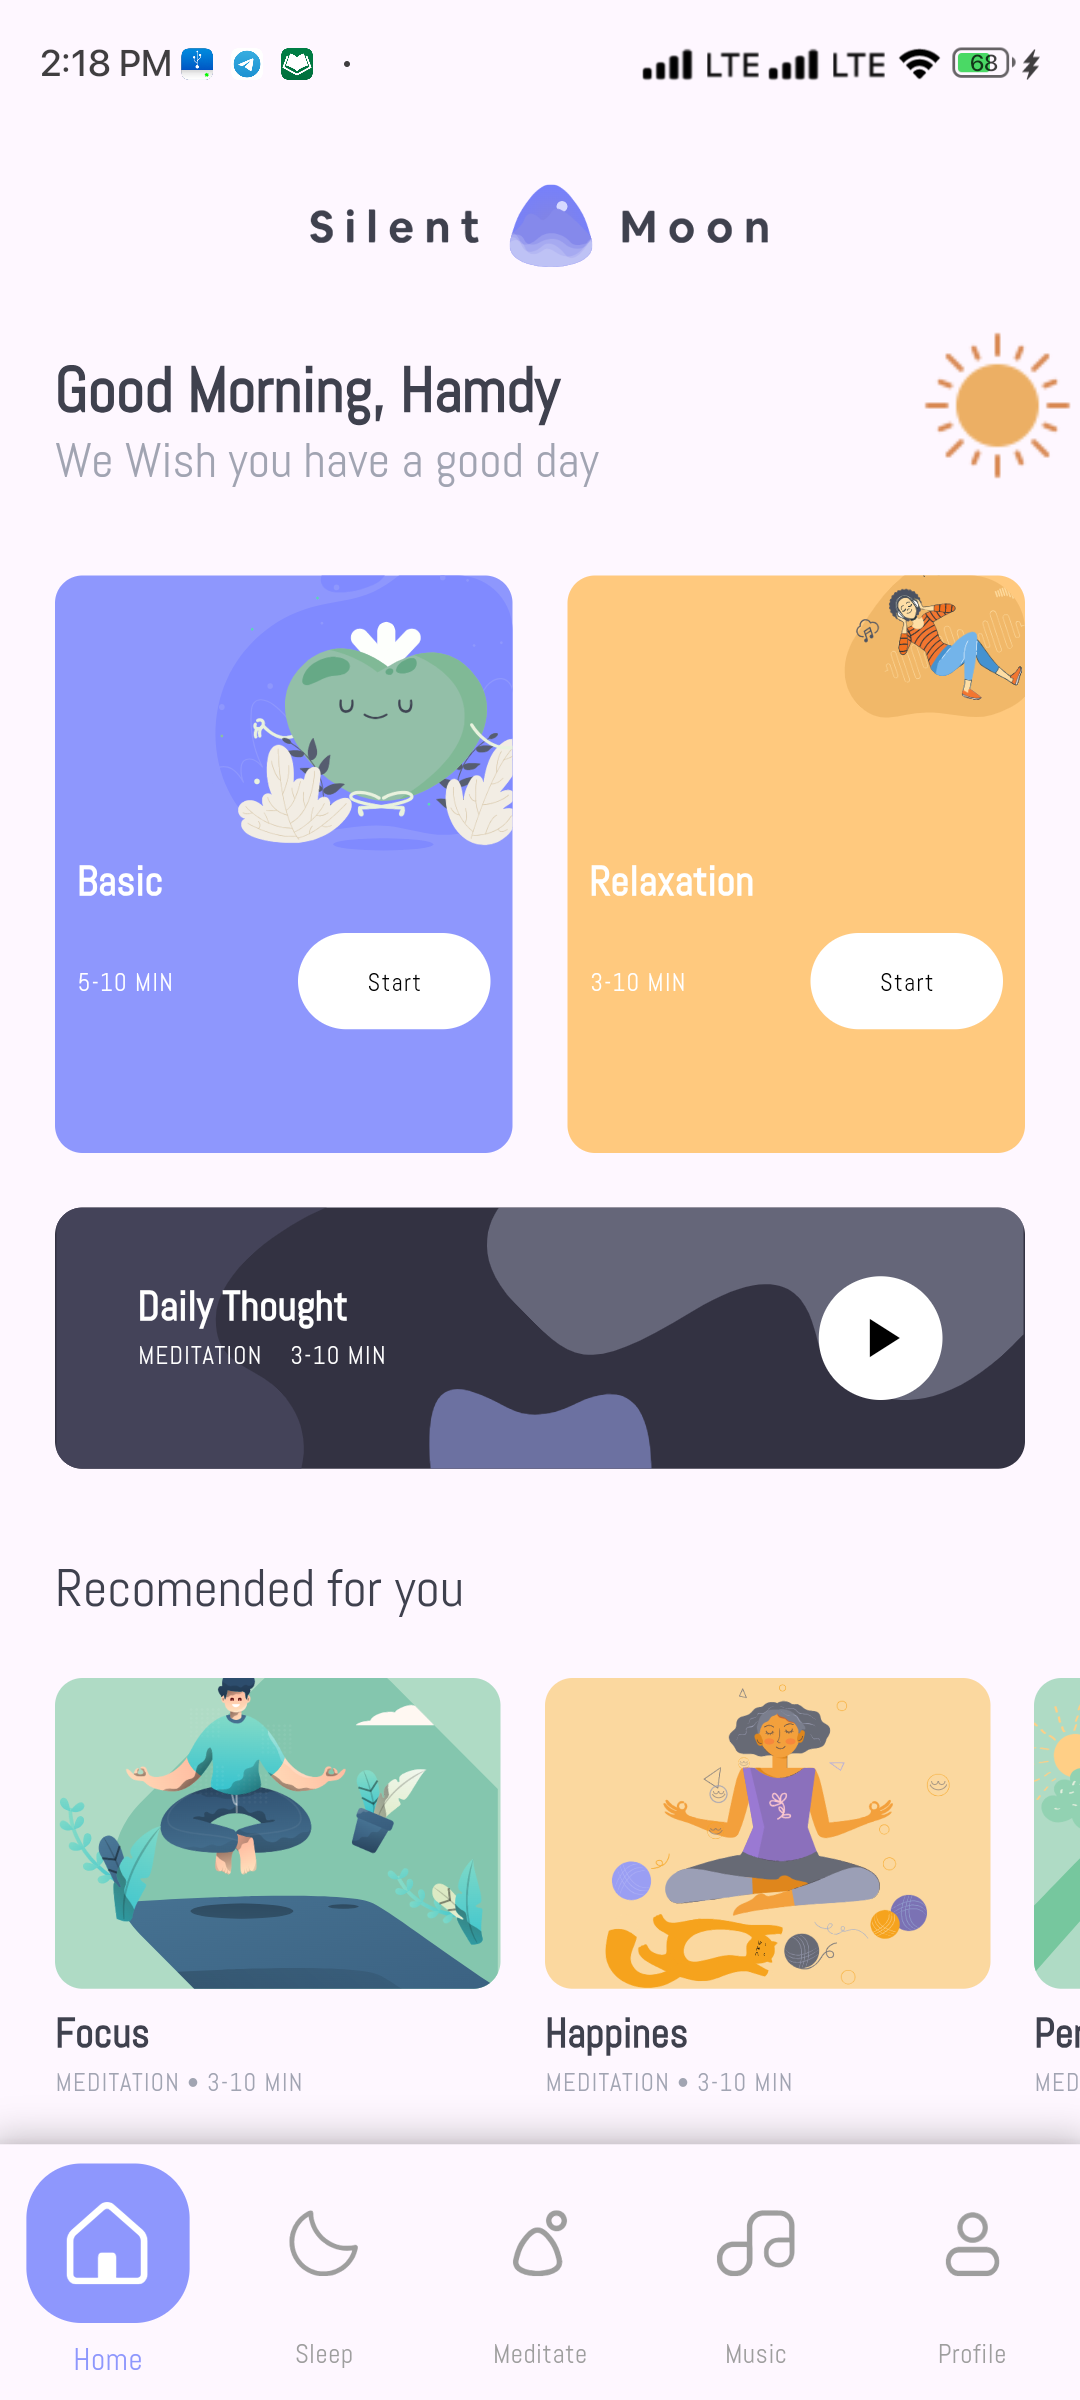 2:18 PM LTE LTE 68
Silent Moon
Good Morning, Hamdy
We Wish you have a good day
Basic
5-10 MIN Start
Relaxation
3-10 MIN Start
Daily Thought
MEDITATION 3-10 MIN
Recomended for you
Focus
MEDITATION • 3-10 MIN
Happines
MEDITATION • 3-10 MIN
Home Sleep Meditate Music Profile